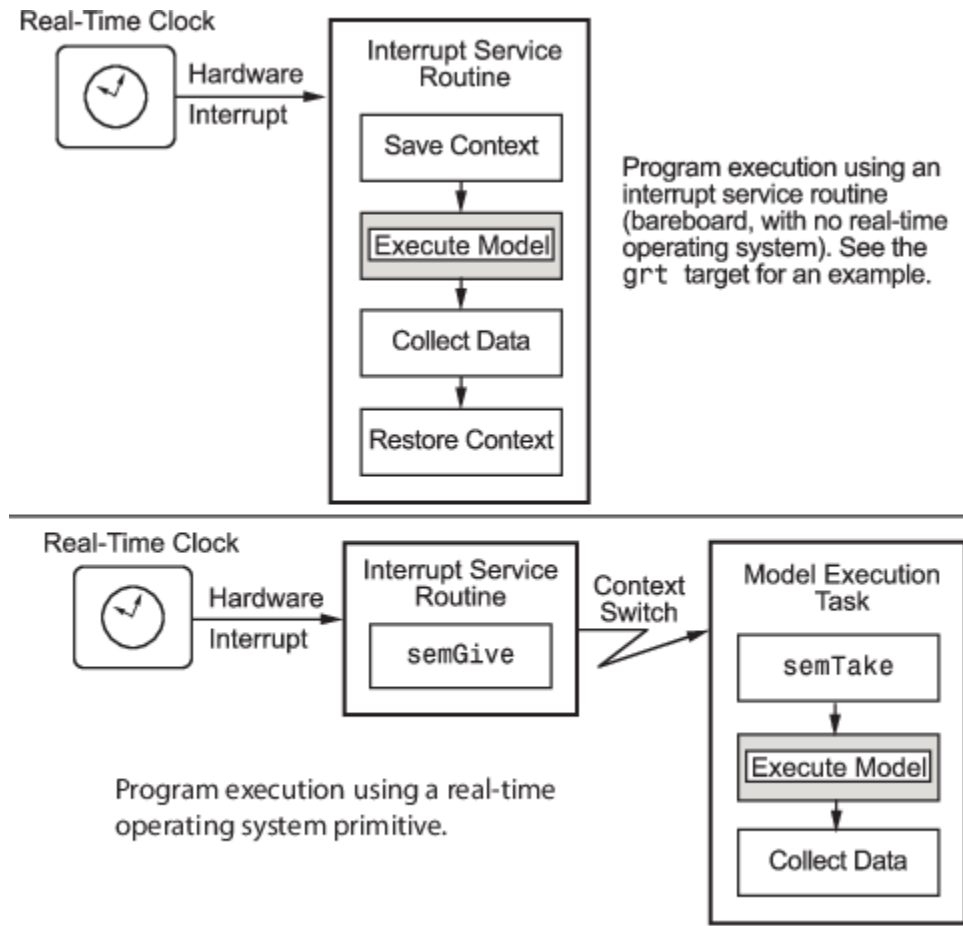 Real-Time Clock
Hardware
Interrupt
Interrupt Service
Routine
Save Context
Execute Model
Collect Data
Restore Context
Program execution using an
interrupt service routine
(bareboard, with no real-time
operating system). See the
grt target for an example.
Real-Time Clock
Hardware
Interrupt
Interrupt Service
Routine
semGive
Context
Switch
Model Execution
Task
semTake
Execute Model
Collect Data
Program execution using a real-time
operating system primitive.